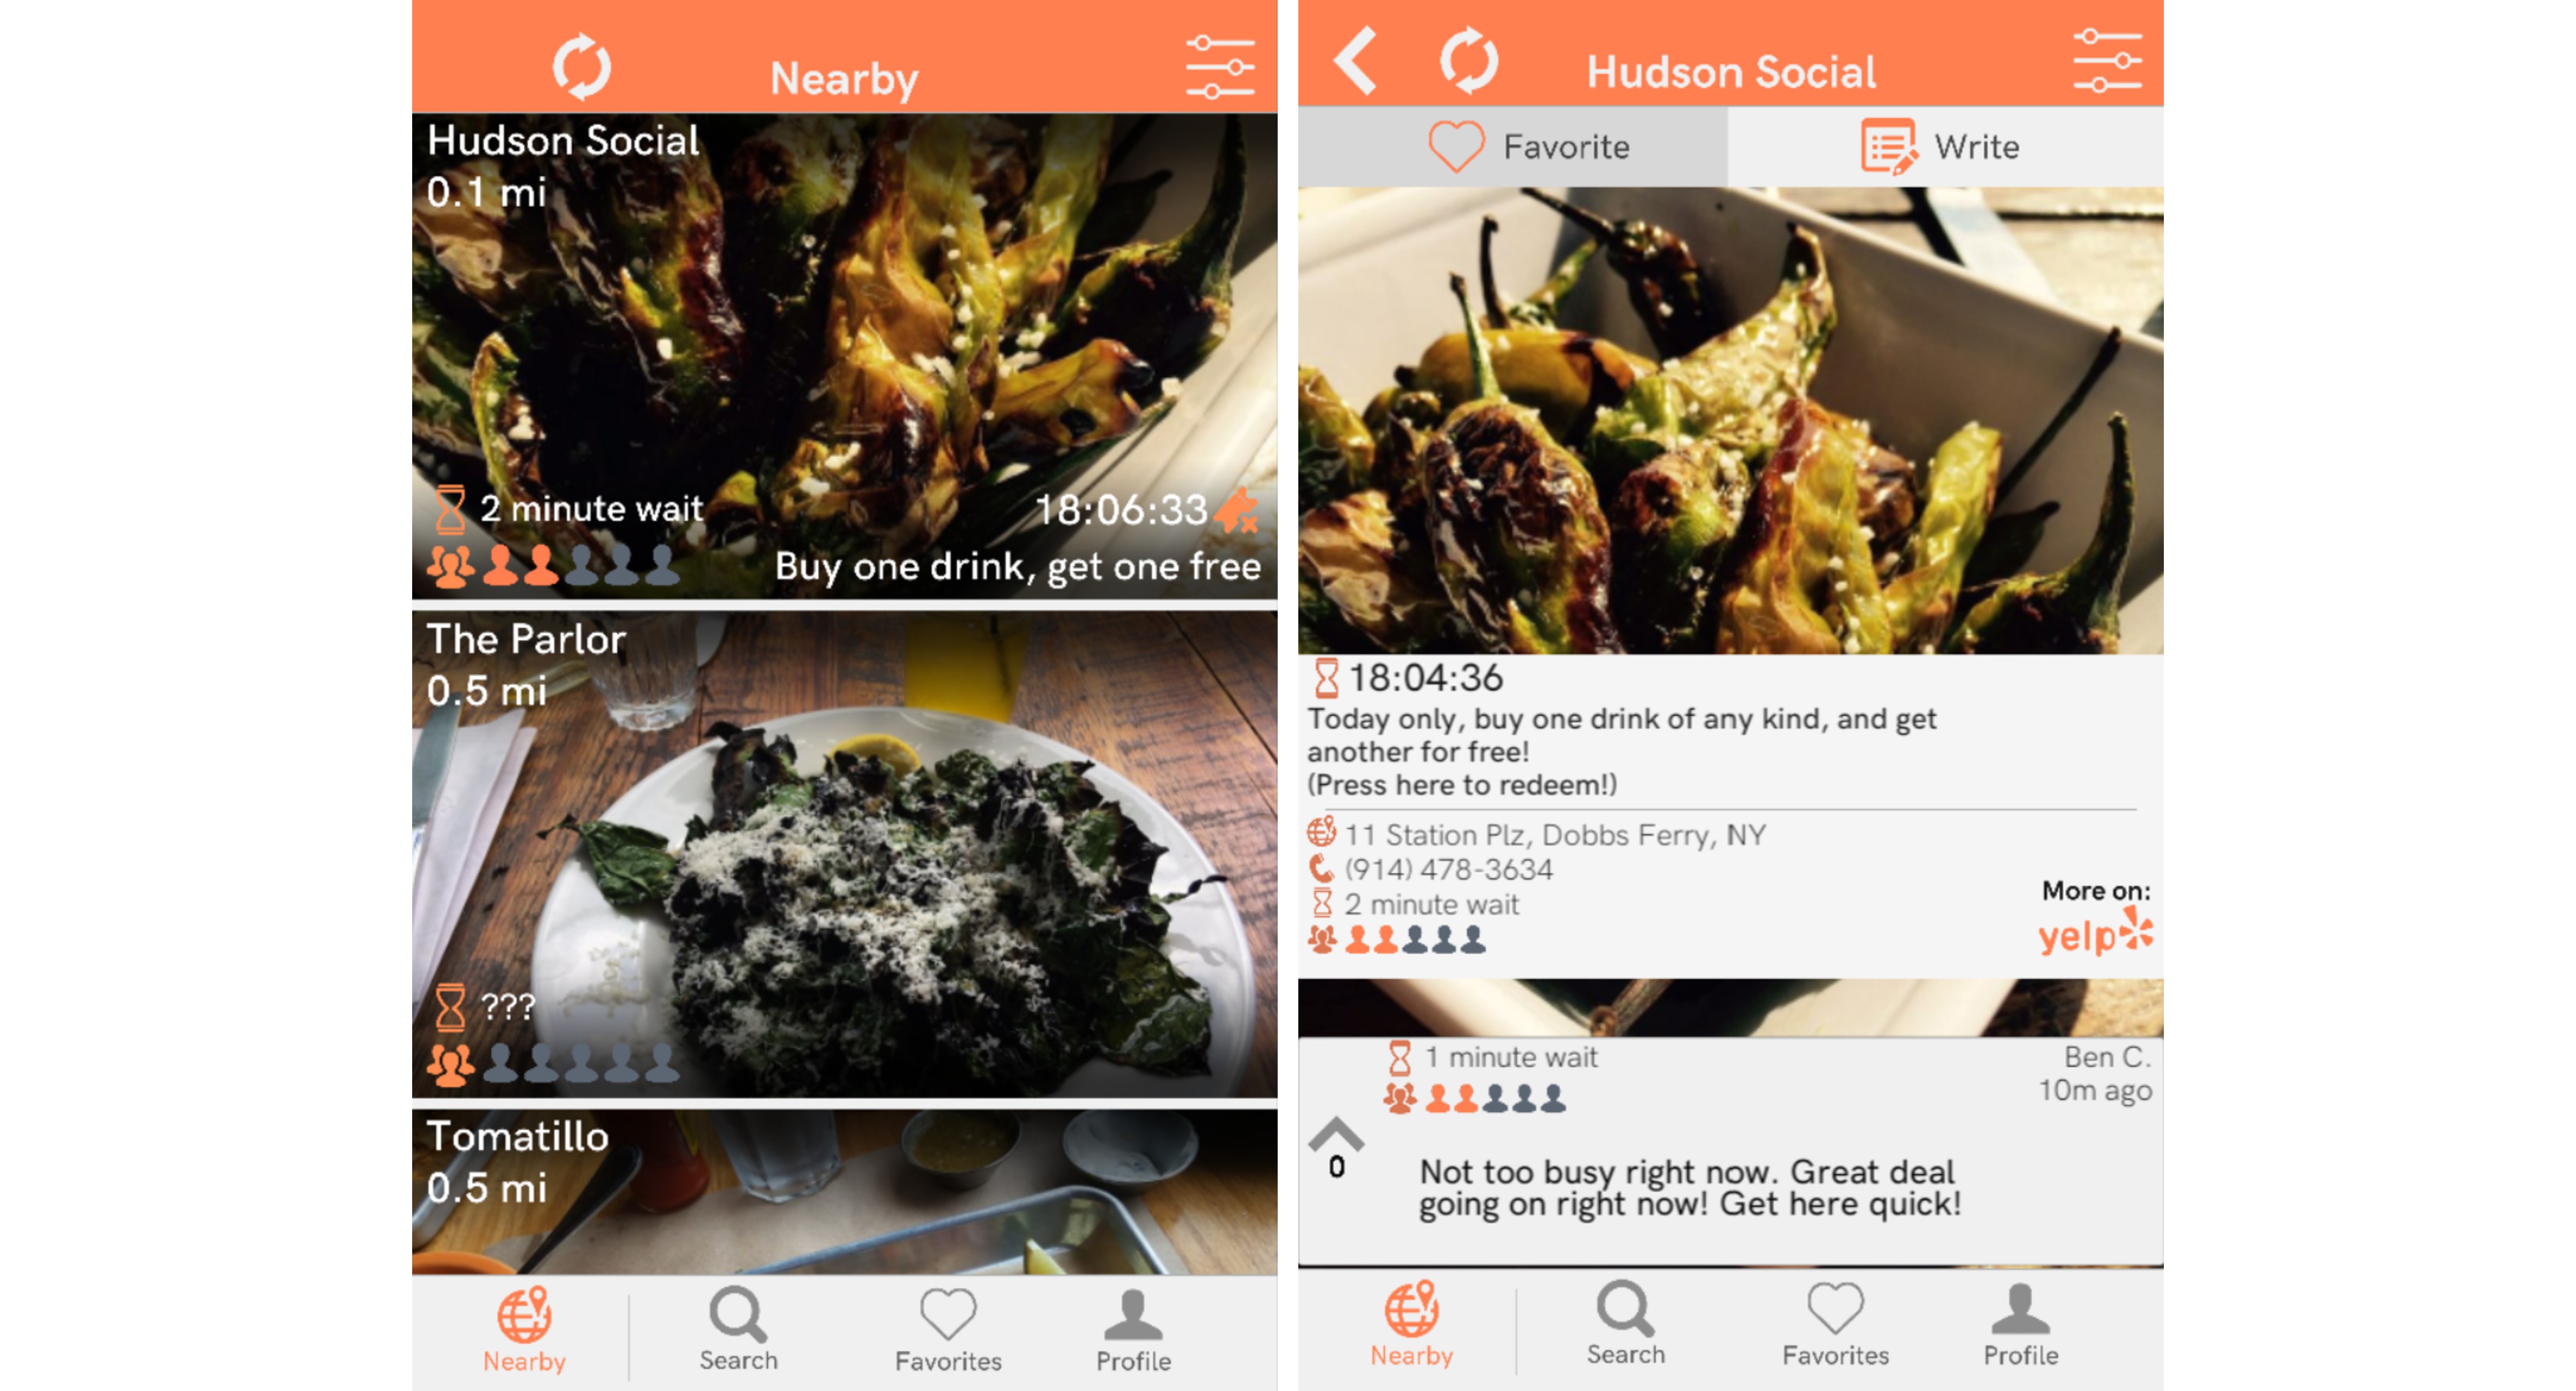 Nearby
Hudson Social
0.1 mi
2 minute wait
18:06:33
Buy one drink, get one free
The Parlor
0.5 mi
???
Tomatillo
0.5 mi
Nearby
Search
Favorites
Profile
Hudson Social
Favorite
Write
18:04:36
Today only, buy one drink of any kind, and get
another for free!
(Press here to redeem!)
11 Station Plz, Dobbs Ferry, NY
(914) 478-3634
2 minute wait
More on:
yelp
1 minute wait
Ben C.
10m ago
0
Not too busy right now. Great deal
going on right now! Get here quick!
Nearby
Search
Favorites
Profile